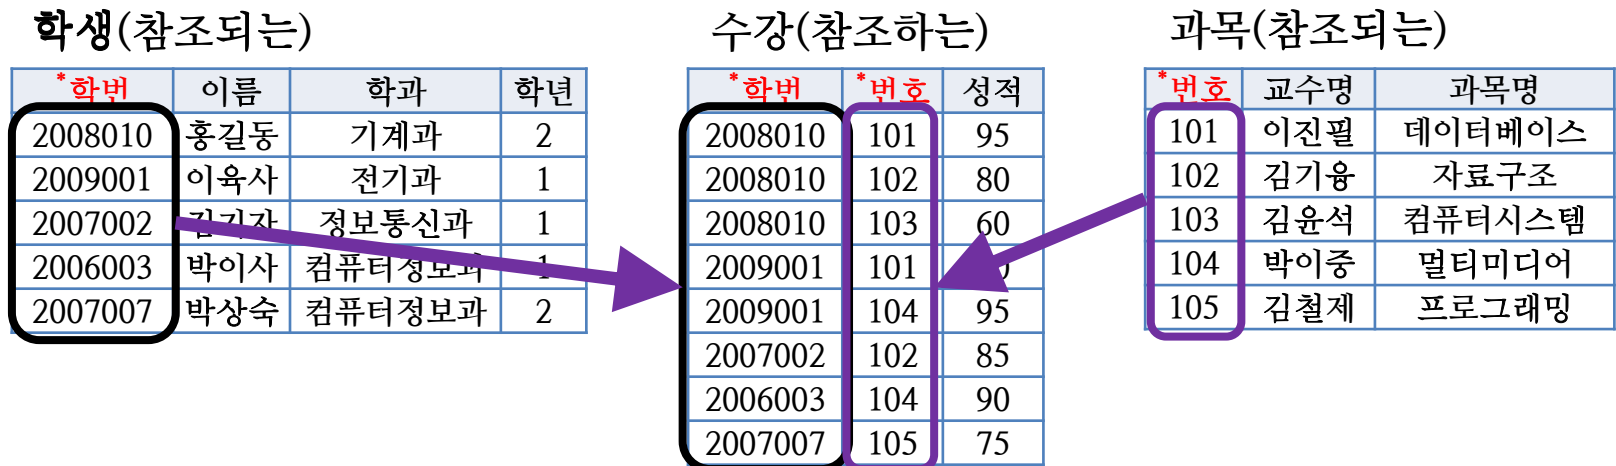 학생(참조되는)
*학번 이름 학과 학년
2008010 홍길동 기계과 2
2009001 이육사 전기과 1
2007002 정보통신과 1
2006003 박이사 컴퓨터정보과 1
2007007 박상숙 컴퓨터정보과 2
수강(참조하는)
*학번 *번호 성적
2008010 101 95
2008010 102 80
2008010 103 60
2009001 101
2009001 104 95
2007002 102 85
2006003 104 90
2007007 105 75
과목(참조되는)
*번호 교수명 과목명
101 이진필 데이터베이스
102 김기융 자료구조
103 김윤석 컴퓨터시스템
104 박이중 멀티미디어
105 김철제 프로그래밍